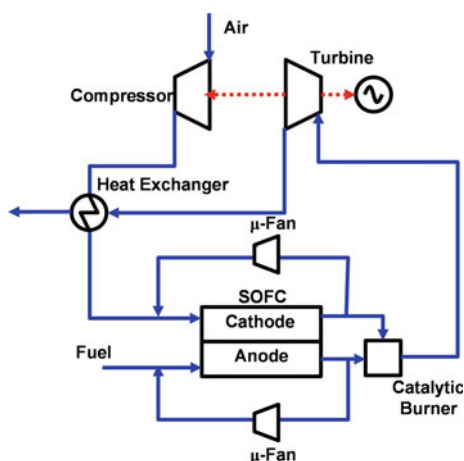 Air
Turbine
Compressor
Heat Exchanger
μ-Fan
SOFC
Cathode
Fuel
Anode
Catalytic
Burner
μ-Fan